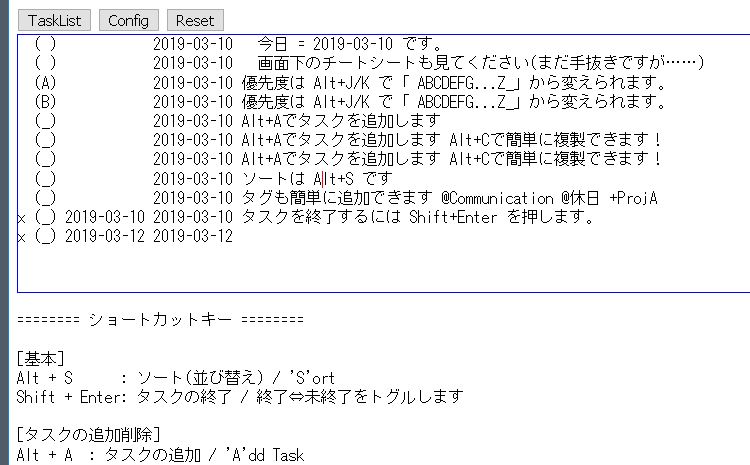 TaskList Config Reset
( ) 2019-03-10 今日 = 2019-03-10 です。
( ) 2019-03-10 画面下のチートシートも見てください(まだ手抜きですが……)
(A) 2019-03-10 優先度は Alt+J/K で「 ABCDEFG...Z_」から変えられます。
(B) 2019-03-10 優先度は Alt+J/K で「 ABCDEFG...Z_」から変えられます。
(_) 2019-03-10 Alt+Aでタスクを追加します
(_) 2019-03-10 Alt+Aでタスクを追加します Alt+Cで簡単に複製できます！
(_) 2019-03-10 Alt+Aでタスクを追加します Alt+Cで簡単に複製できます！
(_) 2019-03-10 ソートは Alt+S です
(_) 2019-03-10 タグも簡単に追加できます @Communication @休日 +ProjA
x (_) 2019-03-10 2019-03-10 タスクを終了するには Shift+Enter を押します。
x (_) 2019-03-12 2019-03-12
======== ショートカットキー ========
[基本]
Alt + S : ソート(並び替え) / 'S'ort
Shift + Enter: タスクの終了 / 終了⇔未終了をトグルします
[タスクの追加削除]
Alt + A : タスクの追加 / 'A'dd Task